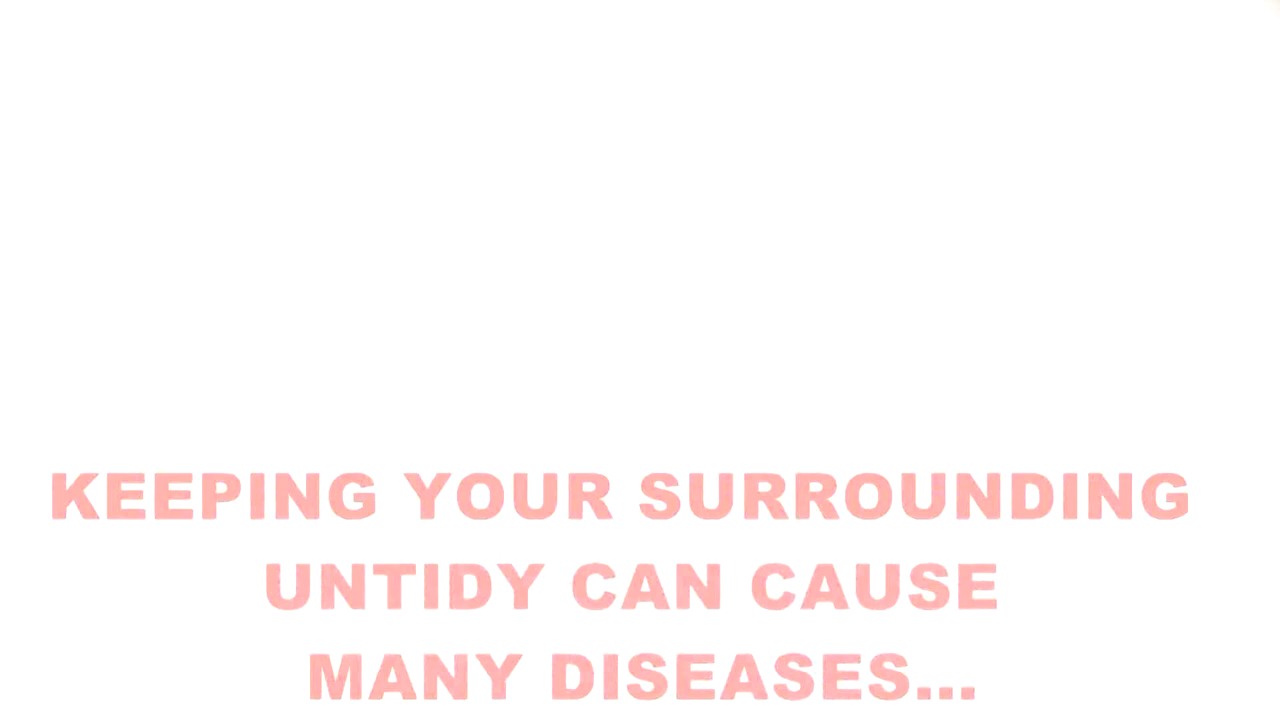 KEEPING YOUR SURROUNDING
UNTIDY CAN CAUSE
MANY DISEASES...